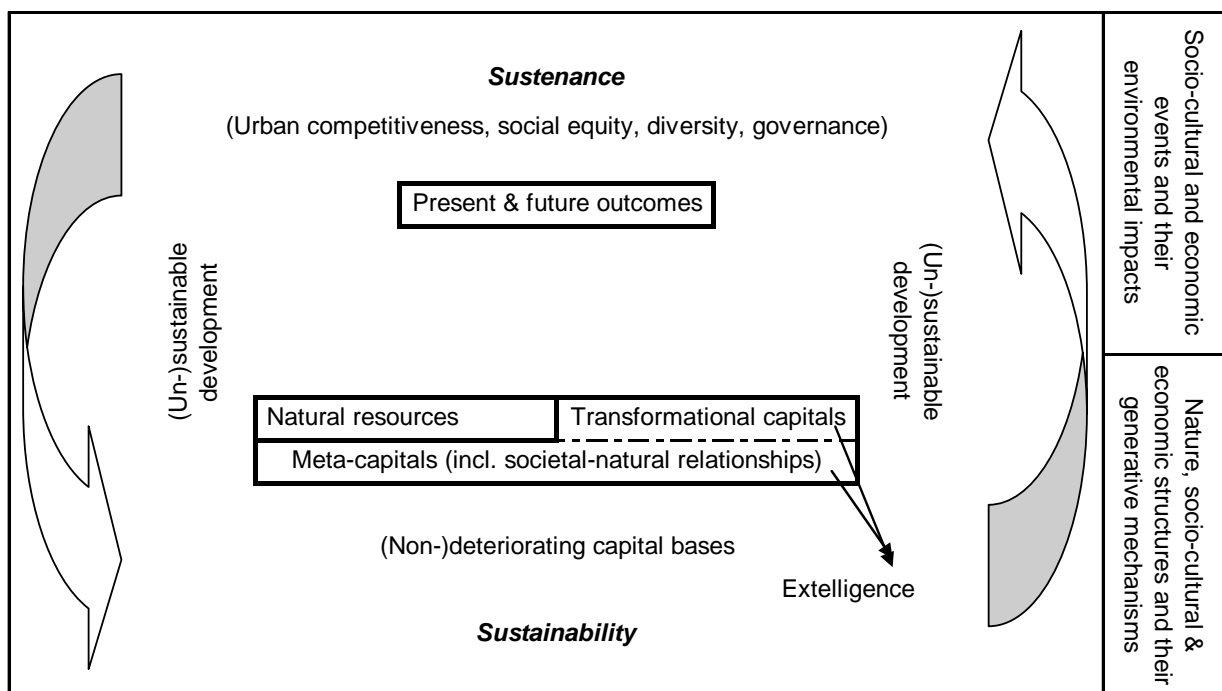 Sustenance
(Urban competitiveness, social equity, diversity, governance)
Present & future outcomes
(Un-)sustainable
development
(Un-)sustainable
development
Natural resources
Transformational capitals
Meta-capitals (incl. societal-natural relationships)
(Non-)deteriorating capital bases
Extelligence
Sustainability
Socio-cultural and economic
events and their
environmental impacts
Nature, socio-cultural &
economic structures and their
generative mechanisms